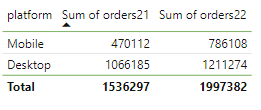 platform Sum of orders21 Sum of orders22
Mobile 470112 786108
Desktop 1066185 1211274
Total 1536297 1997382